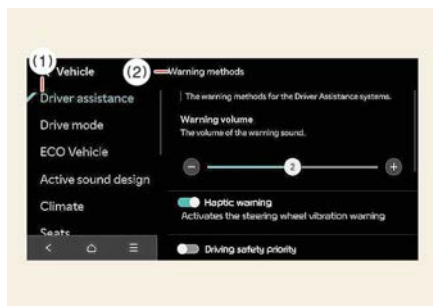 (1)
Vehicle
(2)
Warning methods
Driver assistance
The warning methods for the Driver Assistance systems.
Drive mode
Warning volume
The volume of the warning sound.
ECO Vehicle
2
Active sound design
Climate
Haptic warning
Activates the steering wheel vibration warning
Seats
Driving safety priority